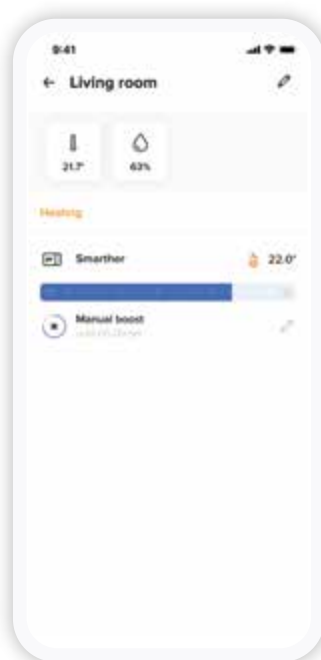 9:41
Living room
21.7° 63%
Heating
Smarther 22.0°
Manual boost